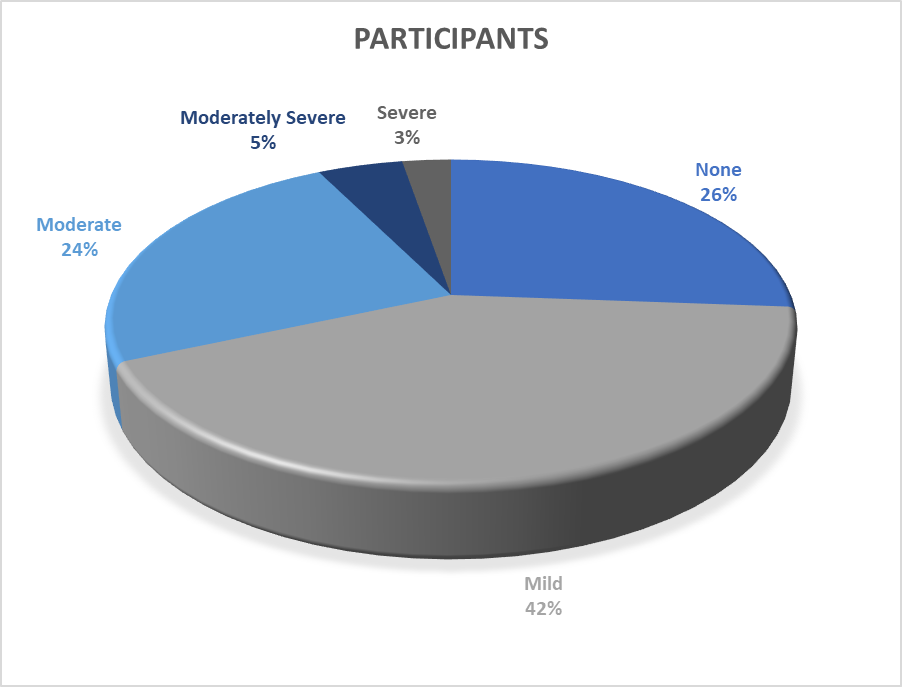 PARTICIPANTS
Moderately Severe
5%
Severe
3%
None
26%
Moderate
24%
Mild
42%